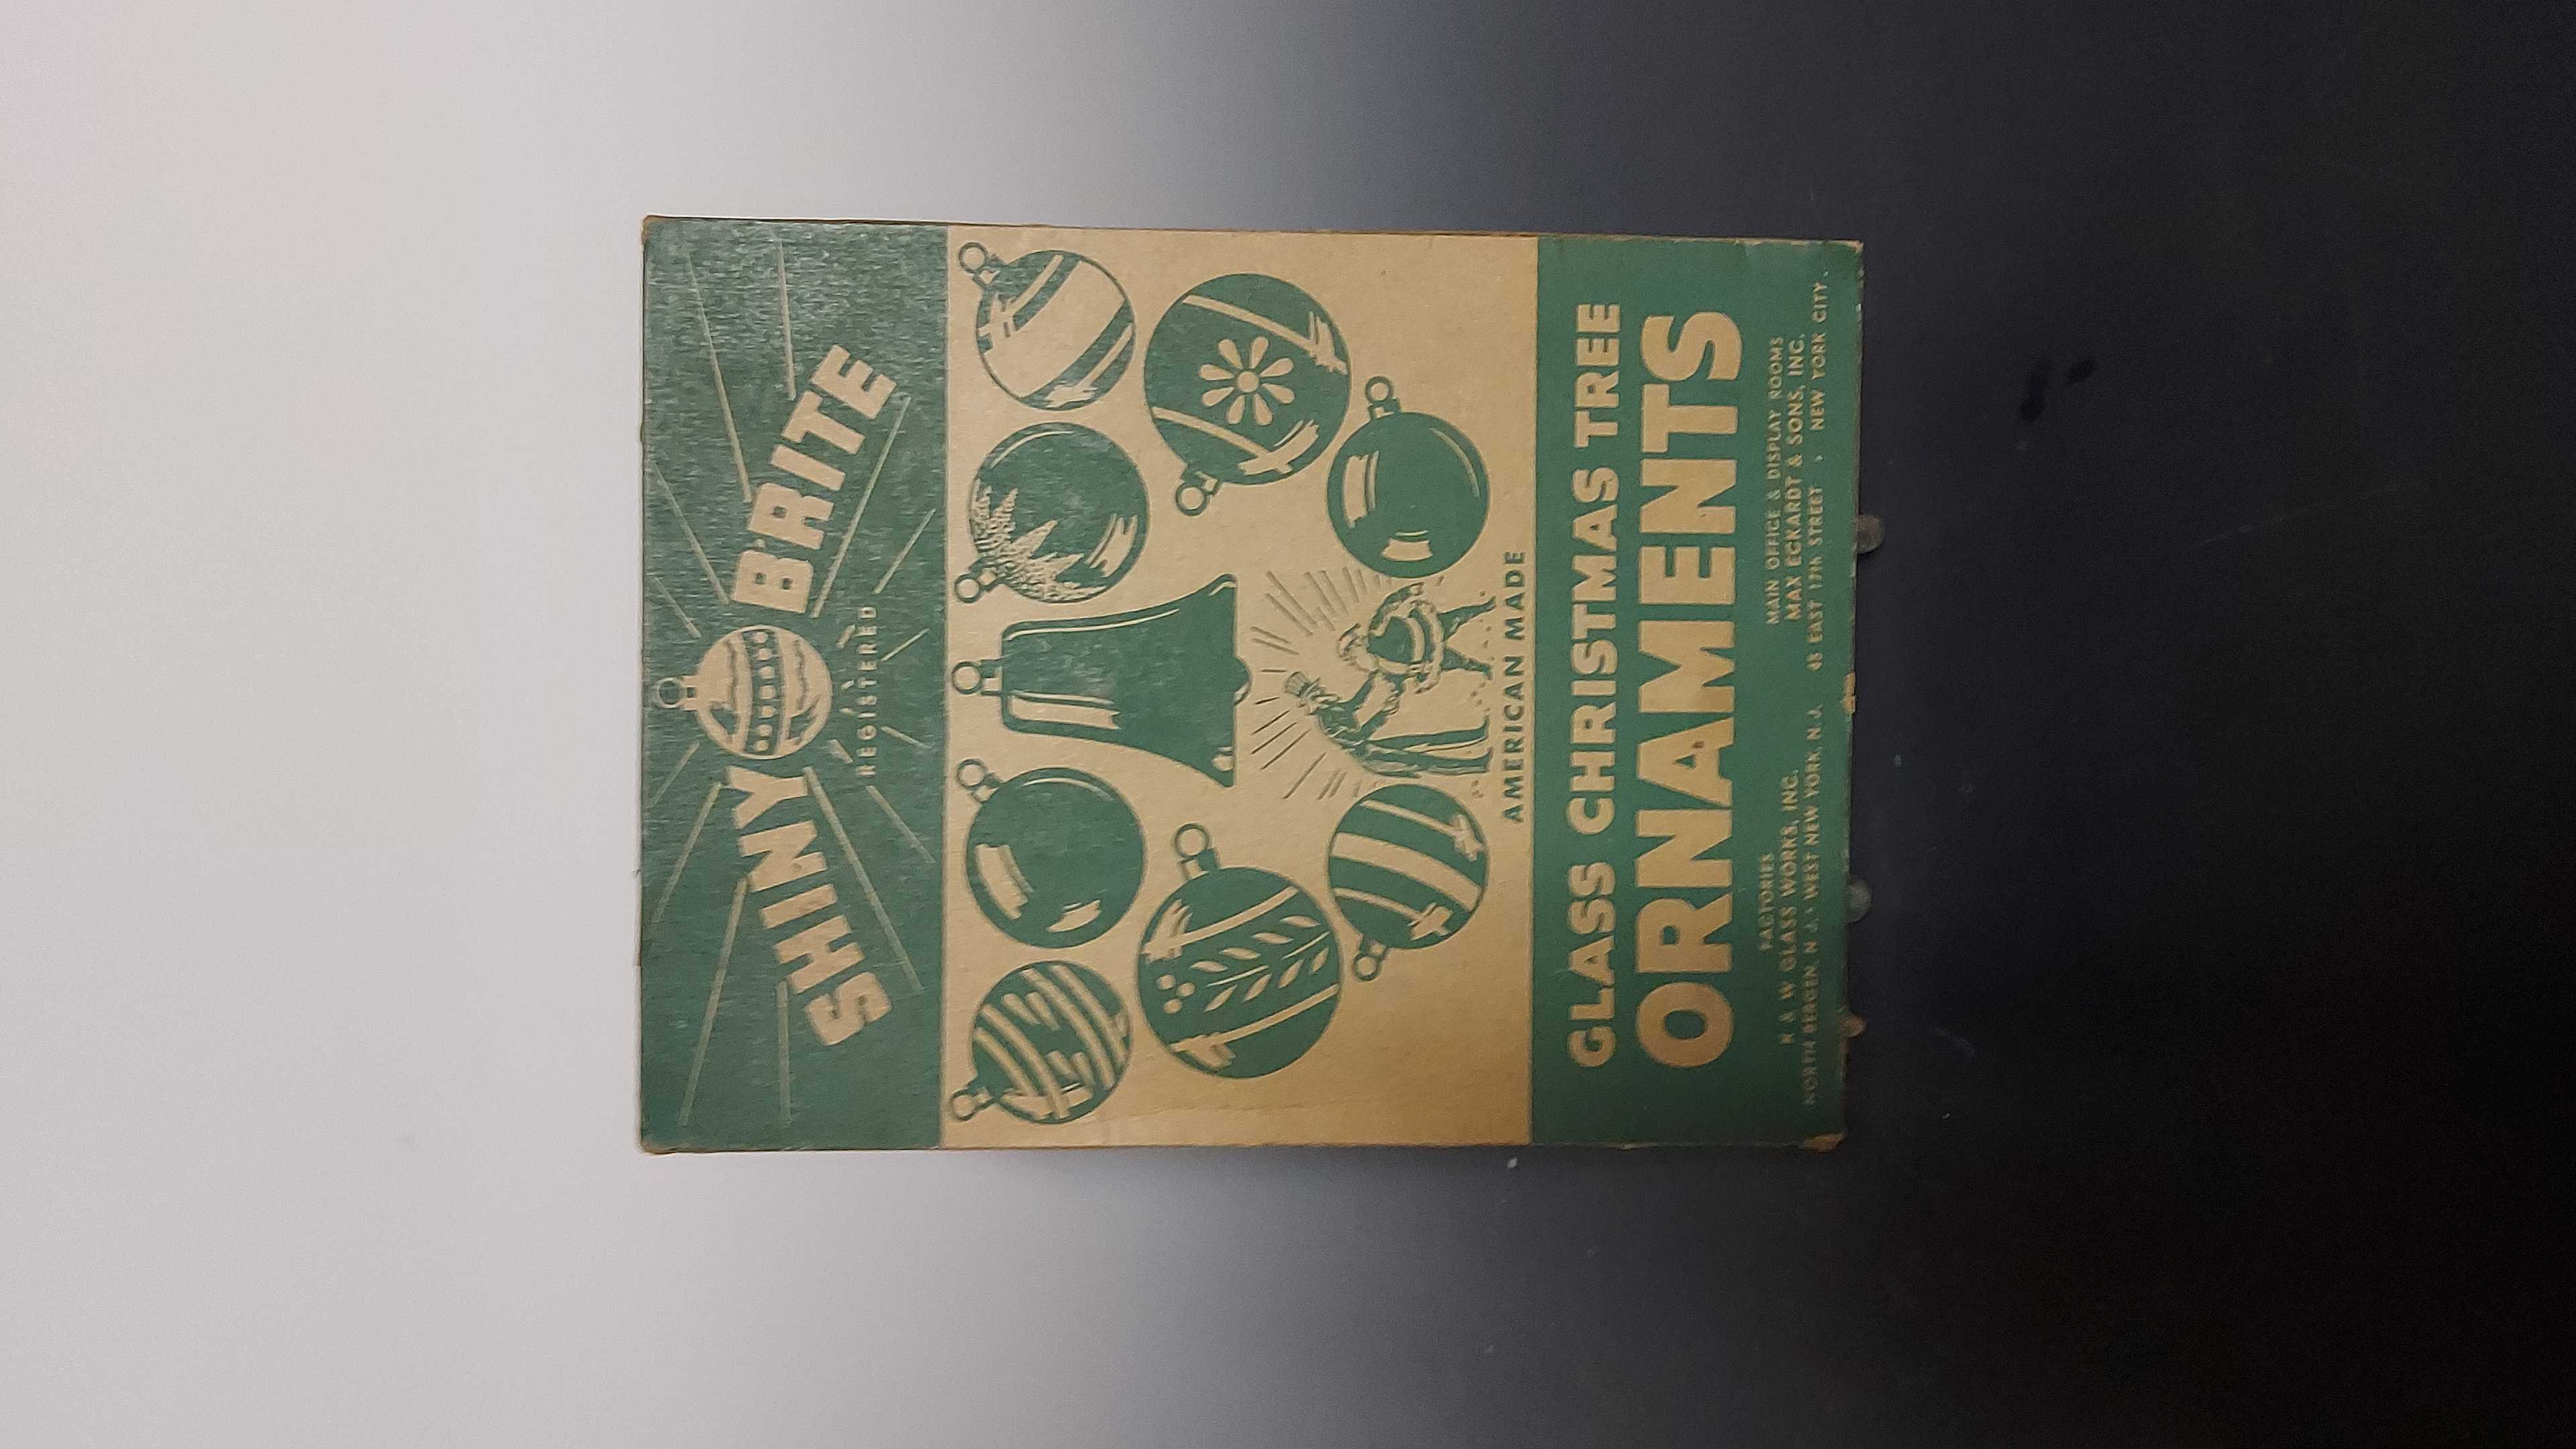 SHINY BRITE
REGISTERED
AMERICAN MADE
GLASS CHRISTMAS TREE
ORNAMENTS
FACTORIES
K & W GLASS WORKS, INC.
NORTH BERGEN, N. J. • WEST NEW YORK, N. J.
MAIN OFFICE & DISPLAY ROOMS
MAX ECKARDT & SONS, INC.
45 EAST 17th STREET • NEW YORK CITY.